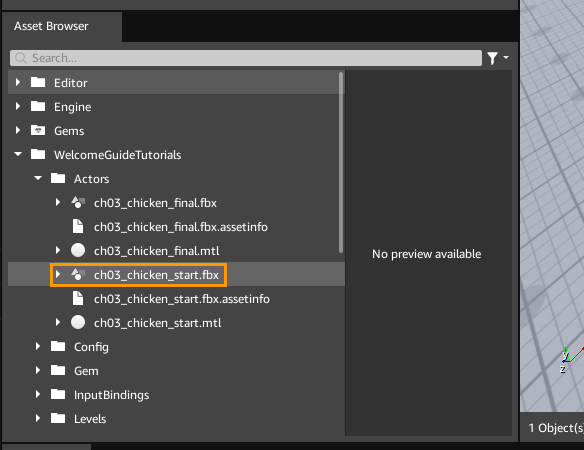 Asset Browser
Search...
Editor
Engine
Gems
WelcomeGuideTutorials
Actors
ch03_chicken_final.fbx
ch03_chicken_final.fbx.assetinfo
ch03_chicken_final.mtl
ch03_chicken_start.fbx
No preview available
ch03_chicken_start.fbx.assetinfo
ch03_chicken_start.mtl
Config
Gem
InputBindings
Levels
y
z
1 Object(s